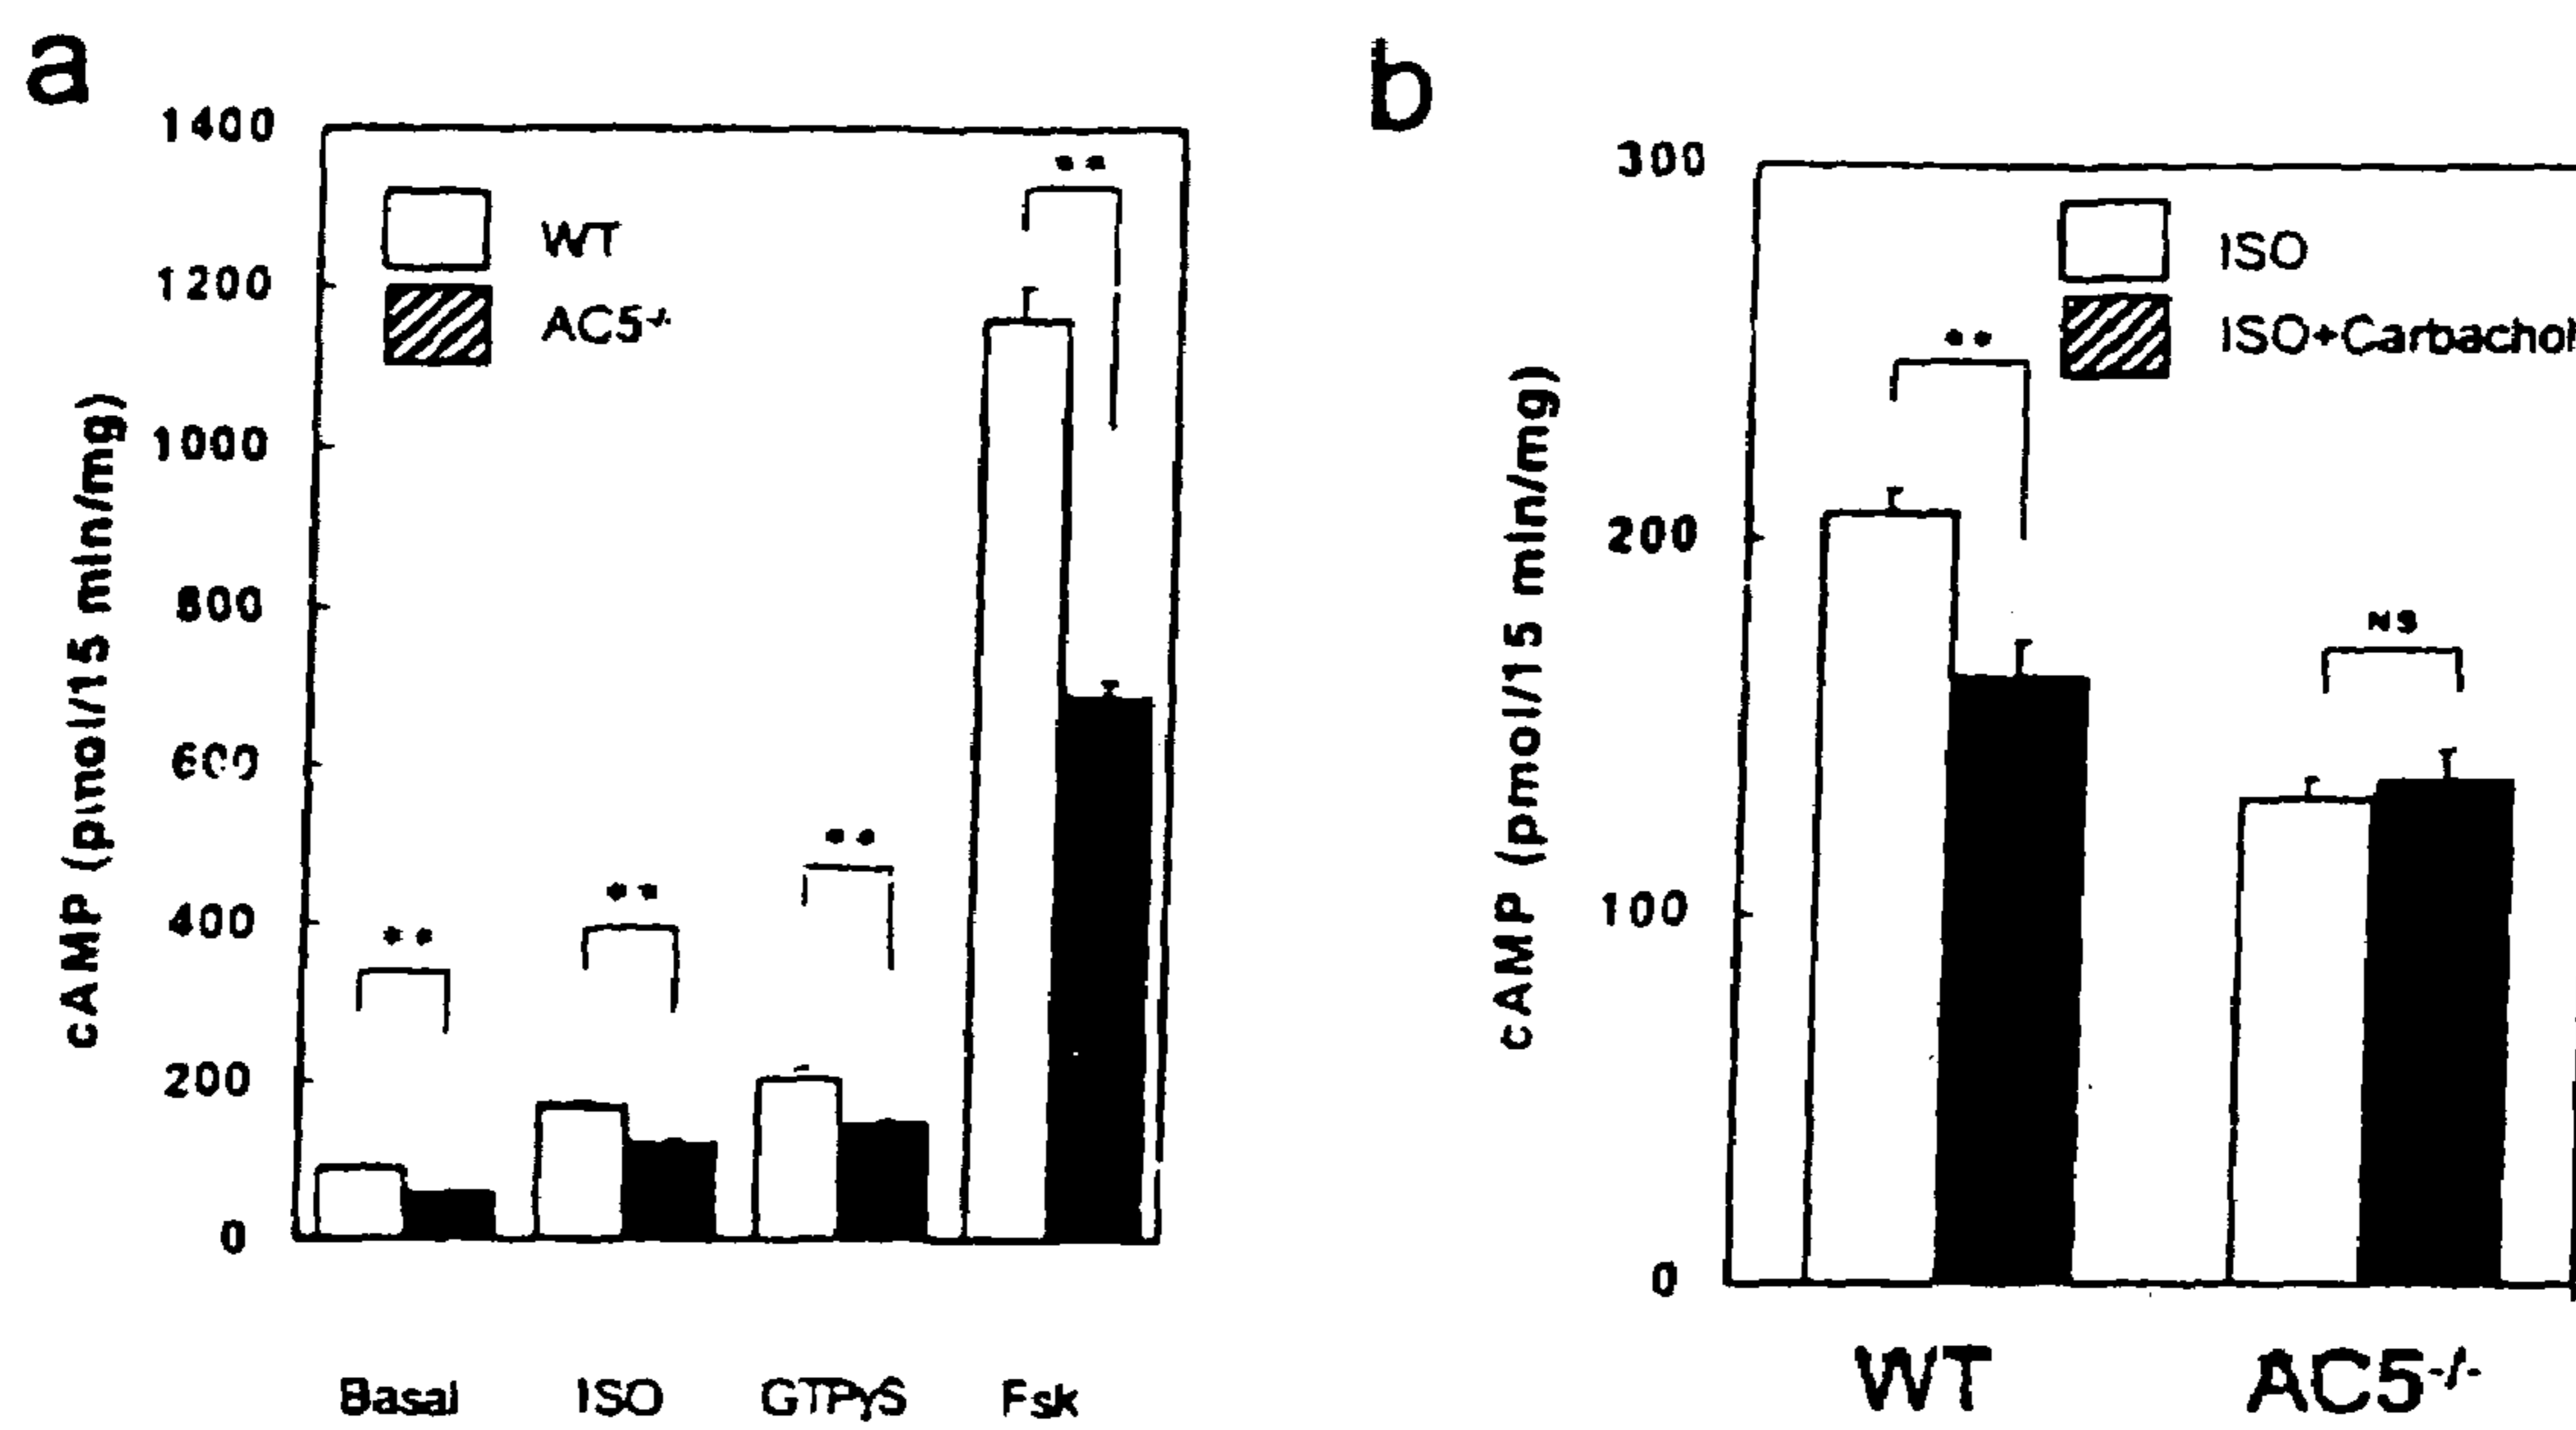 a
1400
1200
1000
800
600
400
200
0
cAMP (pmol/15 min/mg)
WT
AC5-/-
**
**
**
**
Basal ISO GTPγS Fsk
b
300
200
100
0
cAMP (pmol/15 min/mg)
ISO
ISO+Carbachol
**
NS
WT AC5-/-